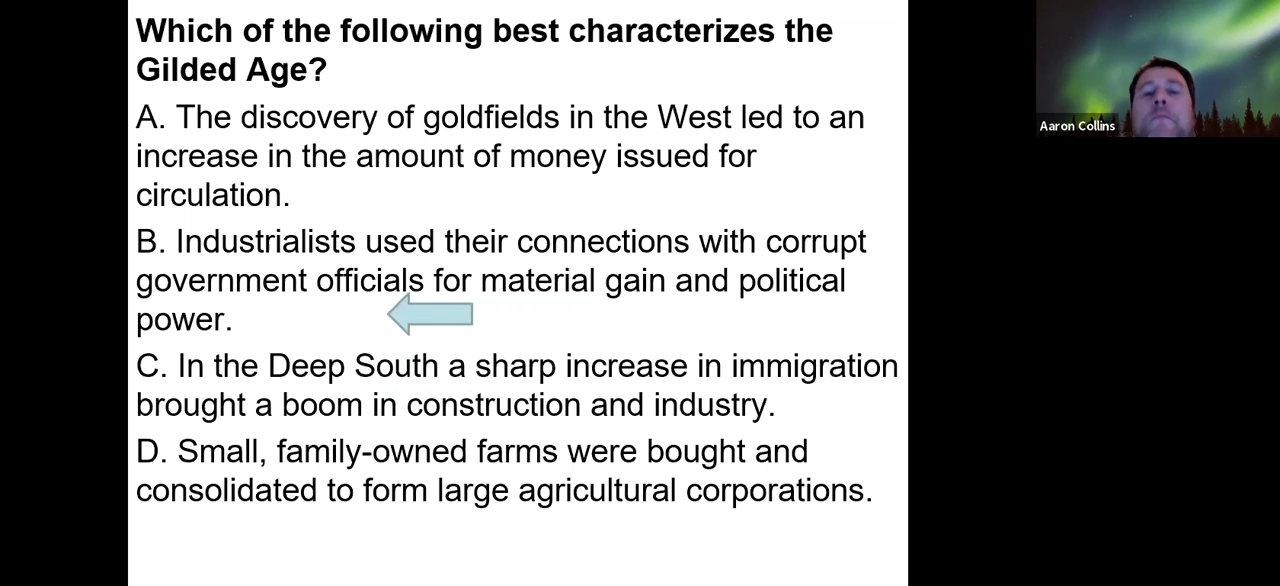 Which of the following best characterizes the
Gilded Age?
A. The discovery of goldfields in the West led to an
increase in the amount of money issued for
circulation.
B. Industrialists used their connections with corrupt
government officials for material gain and political
power.
C. In the Deep South a sharp increase in immigration
brought a boom in construction and industry.
D. Small, family-owned farms were bought and
consolidated to form large agricultural corporations.
Aaron Collins